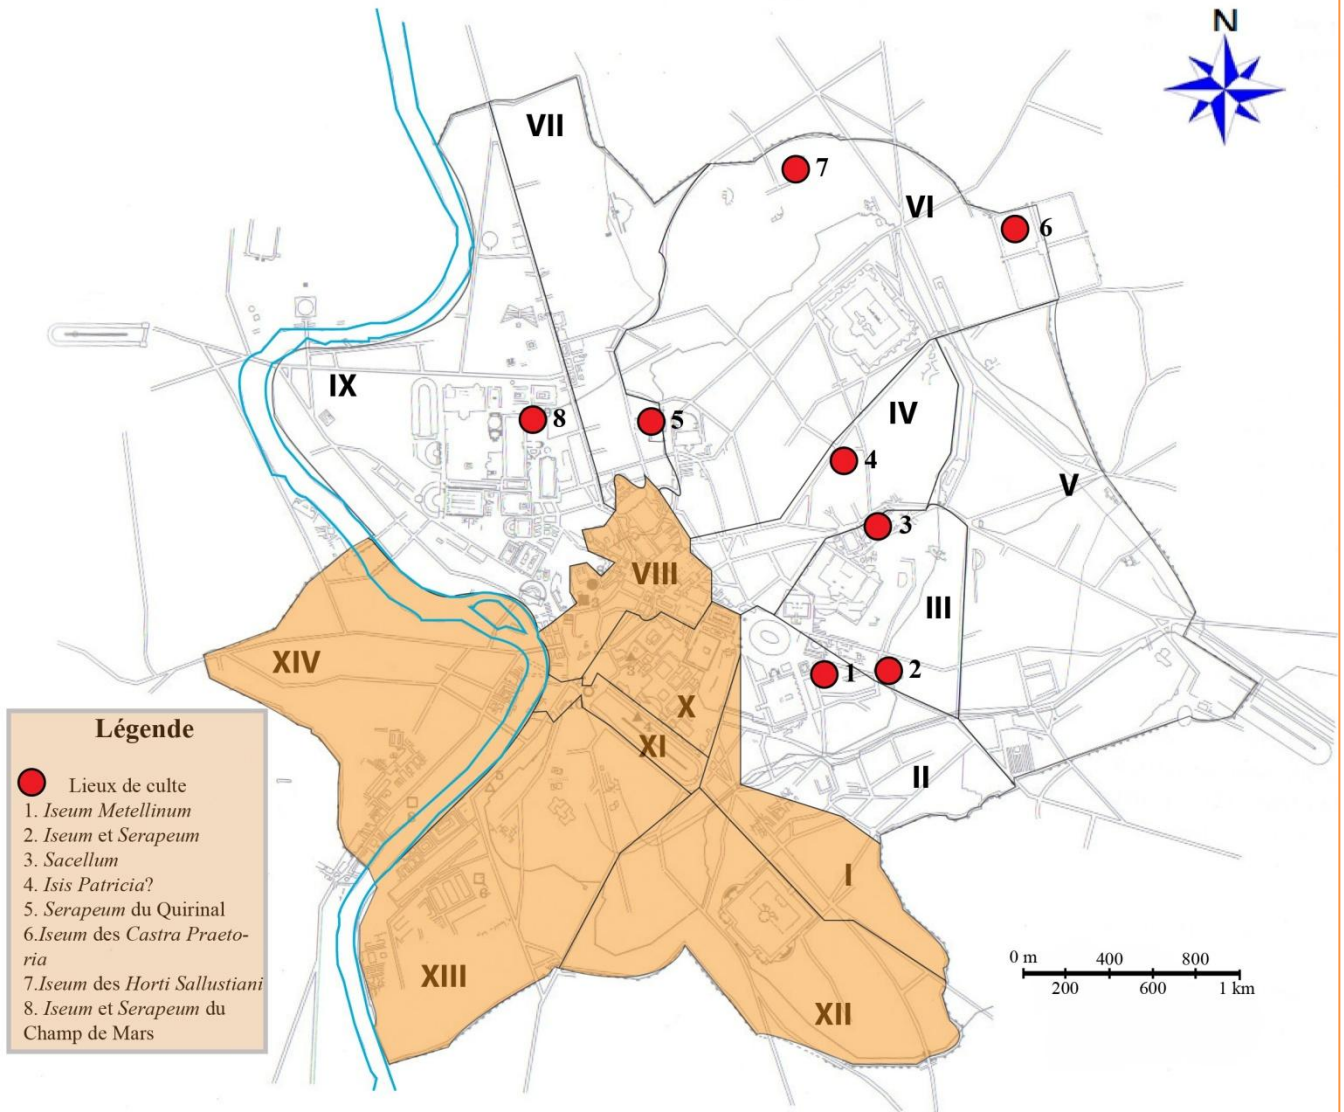 N
VII
7
VI
6
IX
8
5
IV
4
V
3
VIII
III
XIV
1
2
X
XI
II
I
XIII
XII
Légende
Lieux de culte
1. Iseum Metellinum
2. Iseum et Serapeum
3. Sacellum
4. Isis Patricia?
5. Serapeum du Quirinal
6.Iseum des Castra Praeto-
ria
7.Iseum des Horti Sallustiani
8. Iseum et Serapeum du
Champ de Mars
0 m 400 800
200 600 1 km